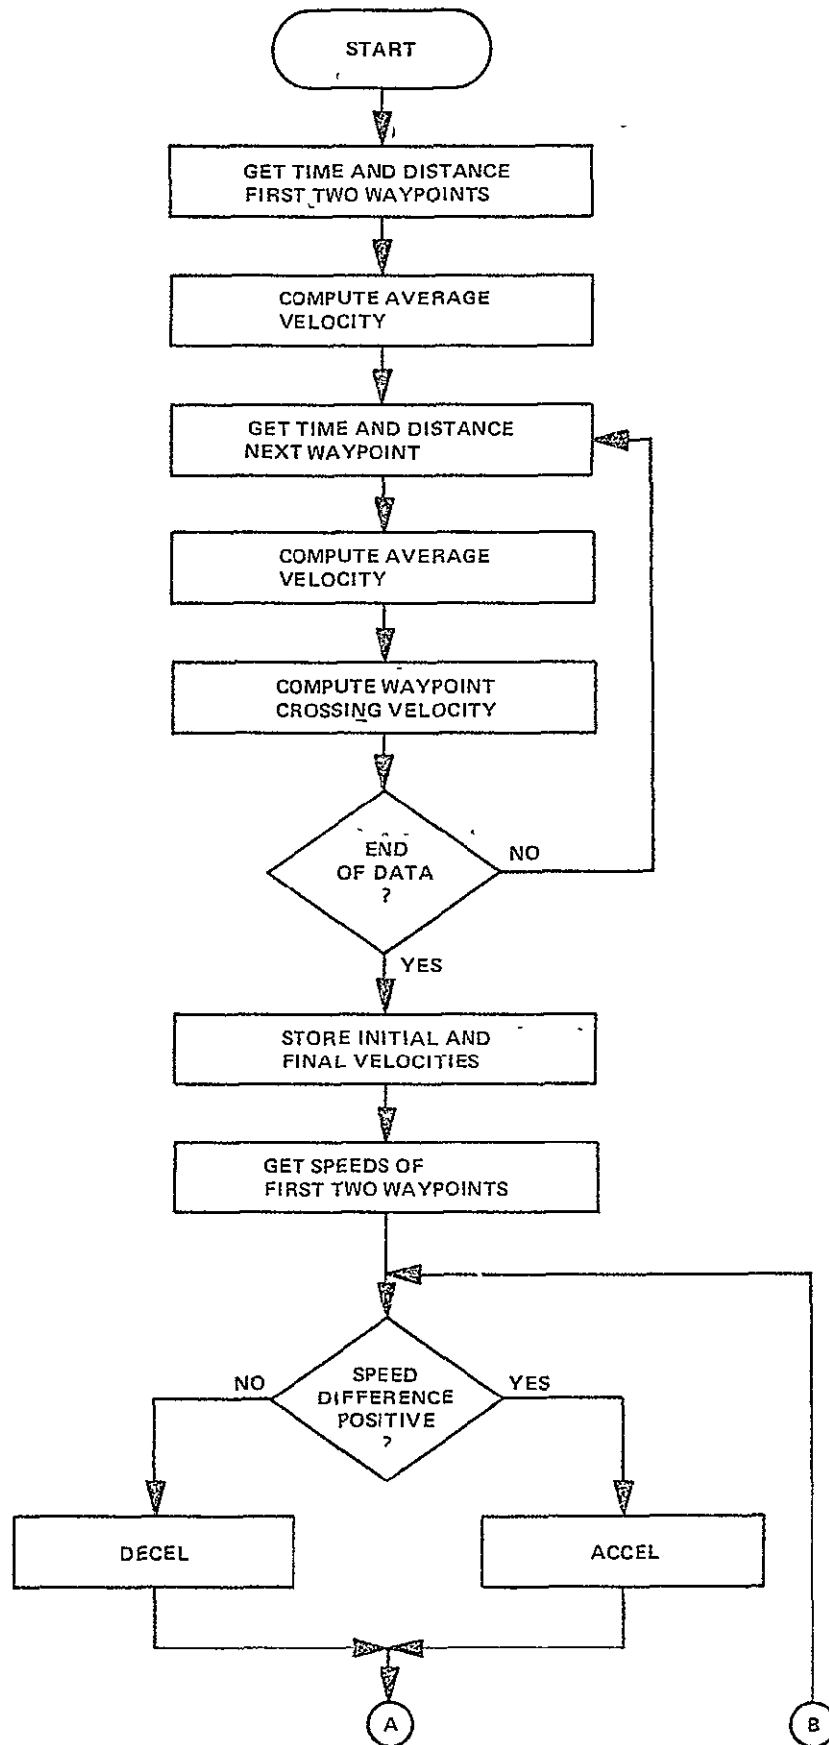 START
GET TIME AND DISTANCE
FIRST TWO WAYPOINTS
COMPUTE AVERAGE
VELOCITY
GET TIME AND DISTANCE
NEXT WAYPOINT
COMPUTE AVERAGE
VELOCITY
COMPUTE WAYPOINT
CROSSING VELOCITY
END
OF DATA
?
NO
YES
STORE INITIAL AND
FINAL VELOCITIES
GET SPEEDS OF
FIRST TWO WAYPOINTS
NO
SPEED
DIFFERENCE
POSITIVE
?
YES
DECEL
ACCEL
A
B